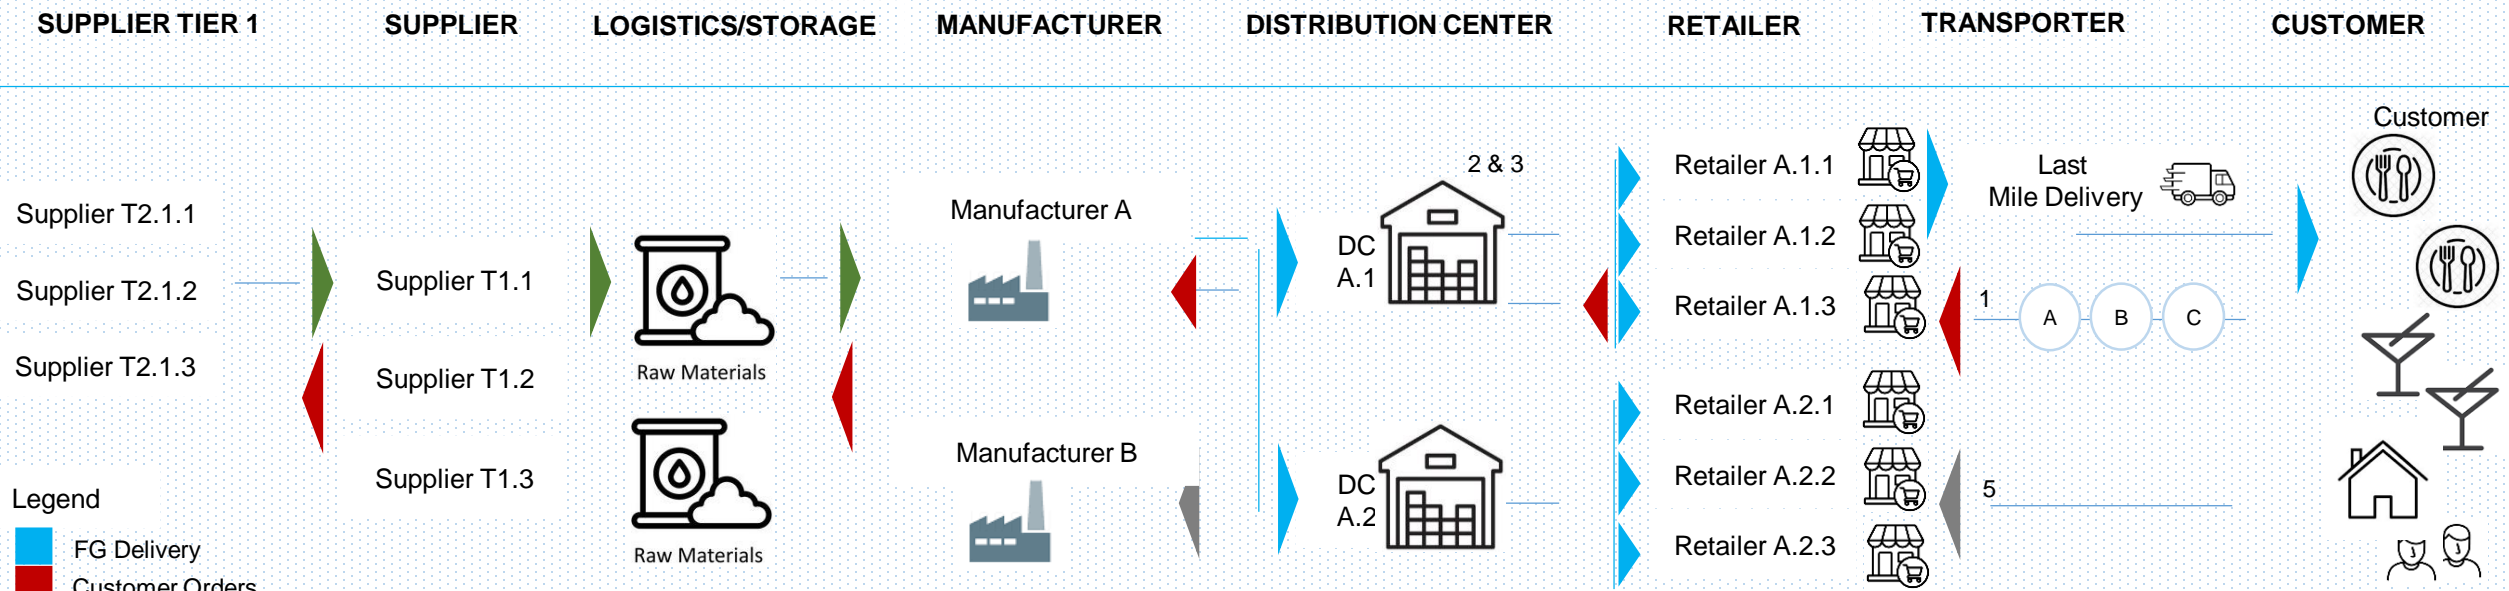 SUPPLIER TIER 1
SUPPLIER
LOGISTICS/STORAGE
MANUFACTURER
DISTRIBUTION CENTER
RETAILER
TRANSPORTER
CUSTOMER
Supplier T2.1.1
Supplier T2.1.2
Supplier T2.1.3
Supplier T1.1
Supplier T1.2
Supplier T1.3
Raw Materials
Raw Materials
Manufacturer A
Manufacturer B
2 & 3
DC
A.1
DC
A.2
Retailer A.1.1
Retailer A.1.2
Retailer A.1.3
Retailer A.2.1
Retailer A.2.2
Retailer A.2.3
Last
Mile Delivery
1
A
B
C
5
Customer
Legend
FG Delivery
Customer Orders